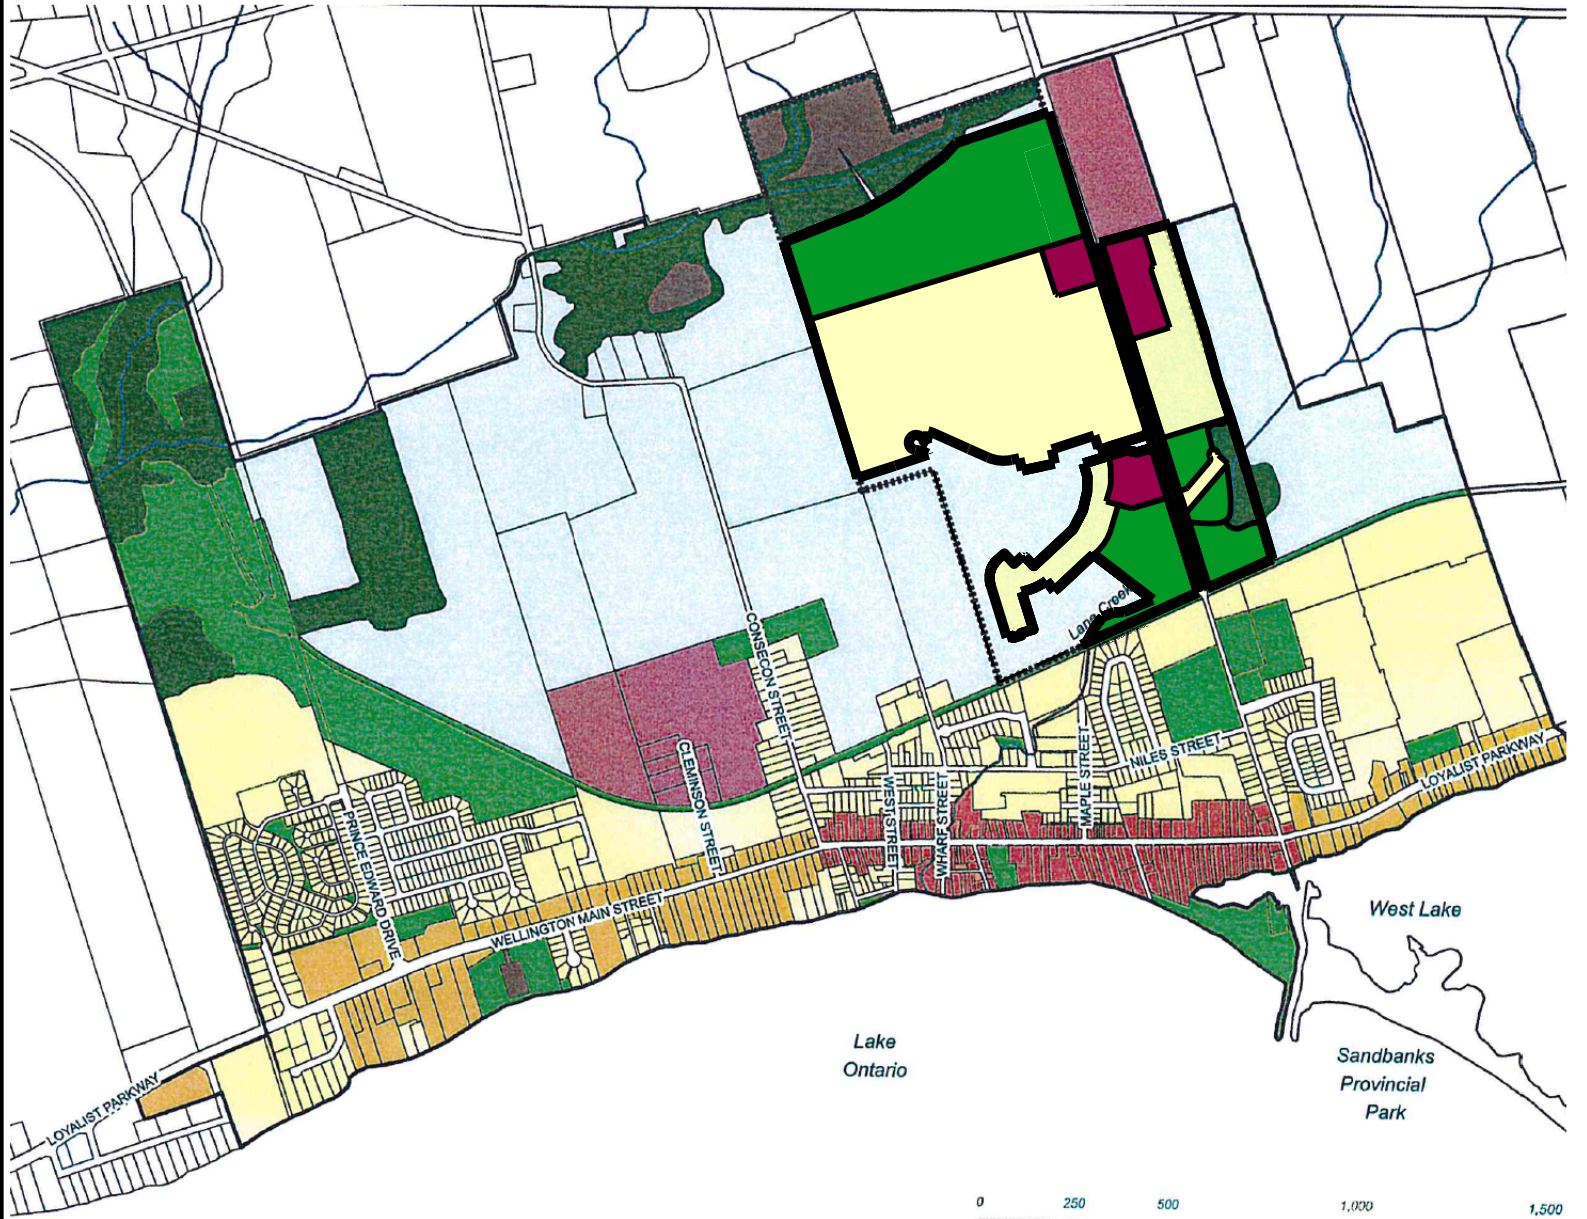 Lane Creek
CONSECON STREET
CLEMINSON STREET
NILES STREET
MAPLE STREET
WEST STREET
WHARF STREET
LOYALIST PARKWAY
PRINCE EDWARD DRIVE
WELLINGTON MAIN STREET
West Lake
Lake
Ontario
Sandbanks
Provincial
Park
LOYALIST PARKWAY
0 250 500 1,000 1,500